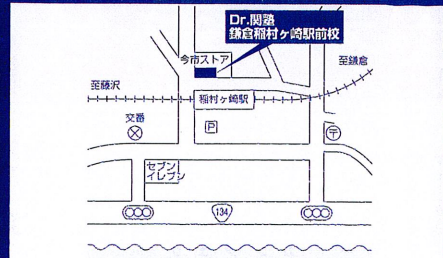 Dr.関塾
鎌倉稲村ヶ崎駅前校
今市ストア
至鎌倉
至藤沢
稲村ヶ崎駅
交番
P
〒
セブン
イレブン
134